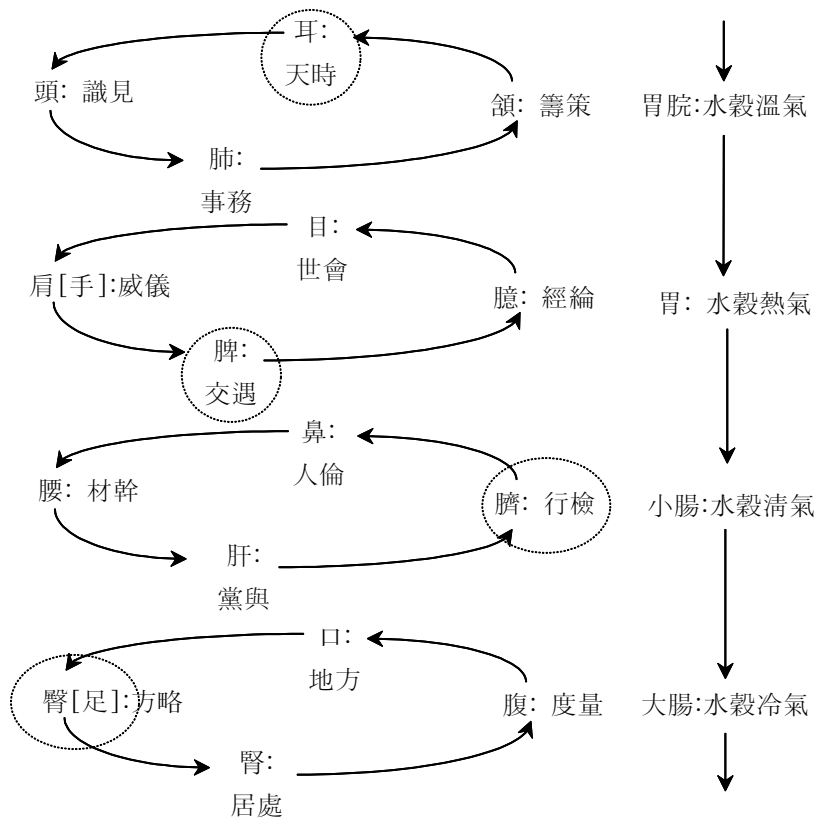 耳:
天時
頭: 識見
頷: 籌策
胃脘:水穀溫氣
肺:
事務
目:
世會
肩[手]:威儀
臆: 經綸
胃: 水穀熱氣
脾:
交遇
鼻:
人倫
腰: 材幹
臍: 行檢
小腸:水穀淸氣
肝:
黨與
口:
地方
臀[足]:方略
腹: 度量
大腸:水穀冷氣
腎:
居處